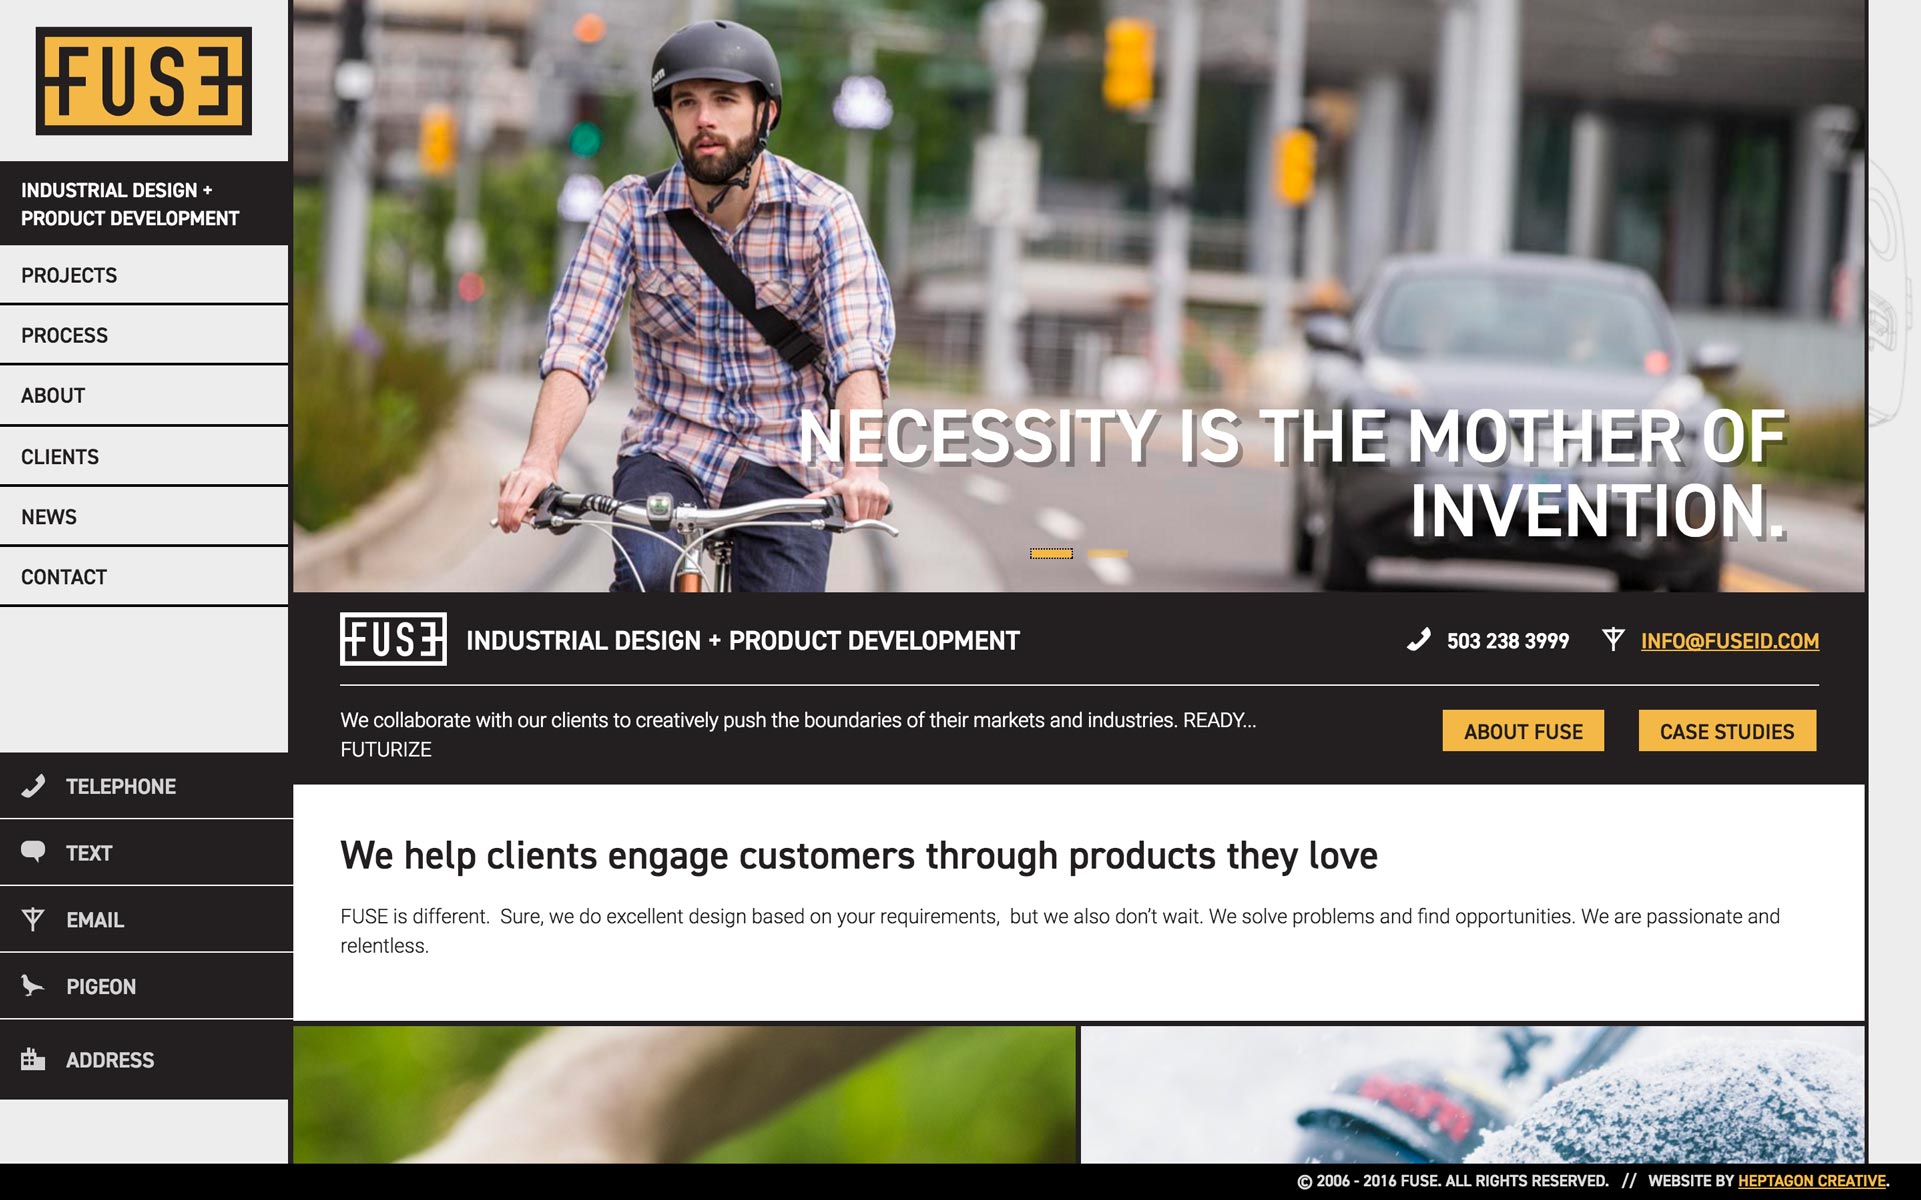 FUSE
INDUSTRIAL DESIGN +
PRODUCT DEVELOPMENT
PROJECTS
PROCESS
ABOUT
CLIENTS
NEWS
CONTACT
TELEPHONE
TEXT
EMAIL
PIGEON
ADDRESS
NECESSITY IS THE MOTHER OF
INVENTION.
FUSE INDUSTRIAL DESIGN + PRODUCT DEVELOPMENT
503 238 3999 INFO@FUSEID.COM
We collaborate with our clients to creatively push the boundaries of their markets and industries. READY...
FUTURIZE
ABOUT FUSE CASE STUDIES
We help clients engage customers through products they love
FUSE is different.  Sure, we do excellent design based on your requirements,  but we also don’t wait. We solve problems and find opportunities. We are passionate and
relentless.
© 2006 - 2016 FUSE. ALL RIGHTS RESERVED. // WEBSITE BY HEPTAGON CREATIVE.